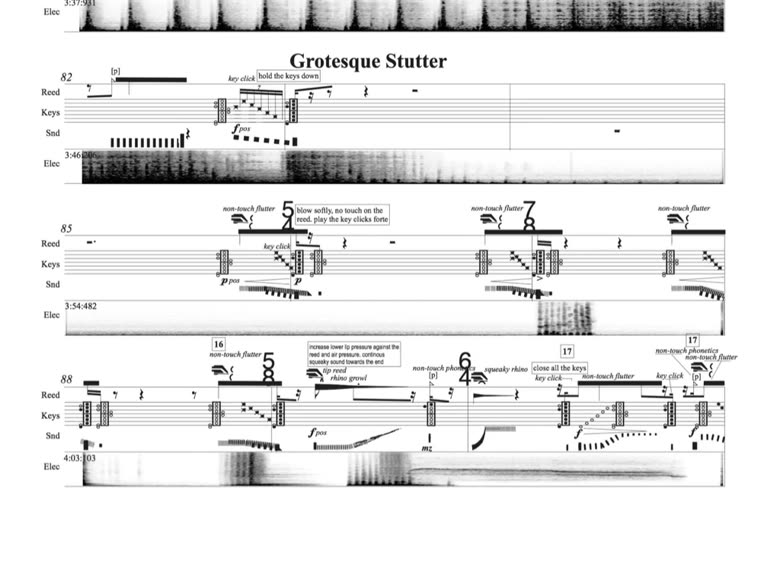 3:37:931
Elec
Grotesque Stutter
82
[p]
key click
hold the keys down
Reed
Keys
Snd
f pos
3:46:206
Elec
non-touch flutter
5
4
blow softly, no touch on the
reed. play the key clicks forte
non-touch flutter
7
8
non-touch flutter
85
Reed
key click
Keys
Snd
p pos
p
Elec
3:54:482
16
non-touch flutter
5
8
increase lower lip pressure against the
reed and air pressure. continous
squeaky sound towards the end
tip reed
rhino growl
non-touch
[p]
6
4
squeaky rhino
17
close all the keys
key click
non-touch flutter
17
non-touch phonetics
non-touch flutter
key click
[p]
88
Reed
Keys
Snd
f pos
mz
f
f
4:03:103
Elec